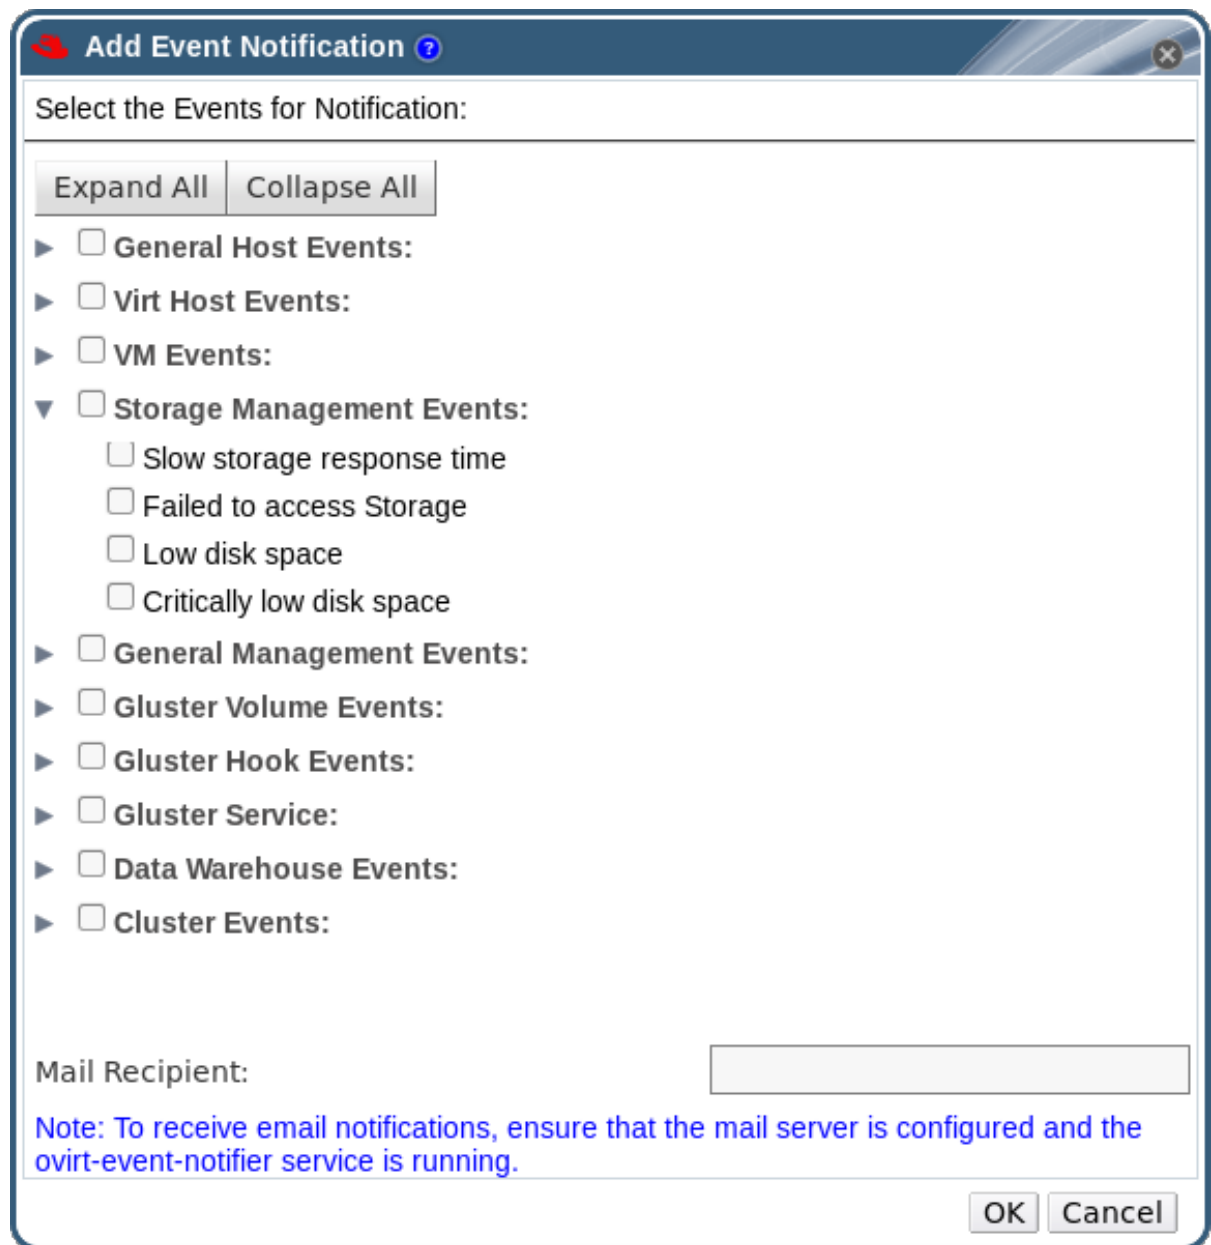 Add Event Notification ?
Select the Events for Notification:
Expand All Collapse All
General Host Events:
Virt Host Events:
VM Events:
Storage Management Events:
Slow storage response time
Failed to access Storage
Low disk space
Critically low disk space
General Management Events:
Gluster Volume Events:
Gluster Hook Events:
Gluster Service:
Data Warehouse Events:
Cluster Events:
Mail Recipient:
Note: To receive email notifications, ensure that the mail server is configured and the
ovirt-event-notifier service is running.
OK Cancel